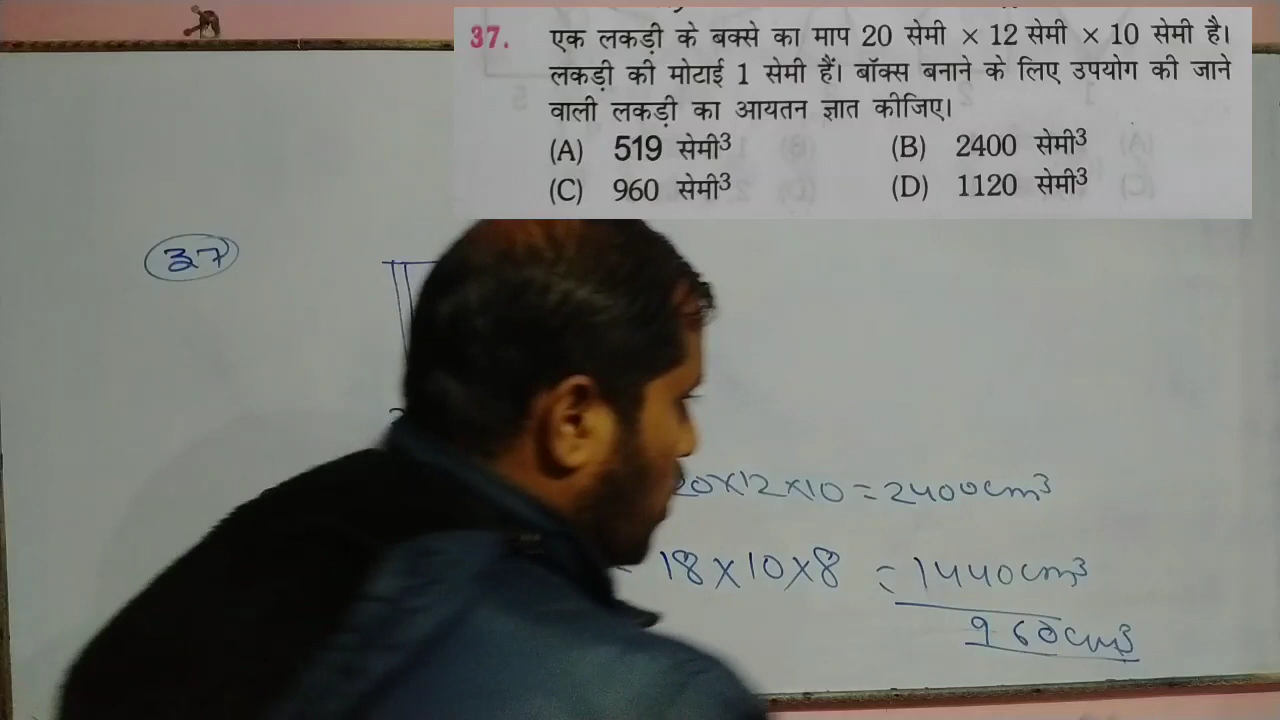 37. एक लकड़ी के बक्से का माप 20 सेमी × 12 सेमी × 10 सेमी है।
लकड़ी की मोटाई 1 सेमी हैं। बॉक्स बनाने के लिए उपयोग की जाने
वाली लकड़ी का आयतन ज्ञात कीजिए।
(A) 519 सेमी³ (B) 2400 सेमी³
(C) 960 सेमी³ (D) 1120 सेमी³
37
20×12×10 = 2400cm³
18×10×8 = 1440cm³
960cm³